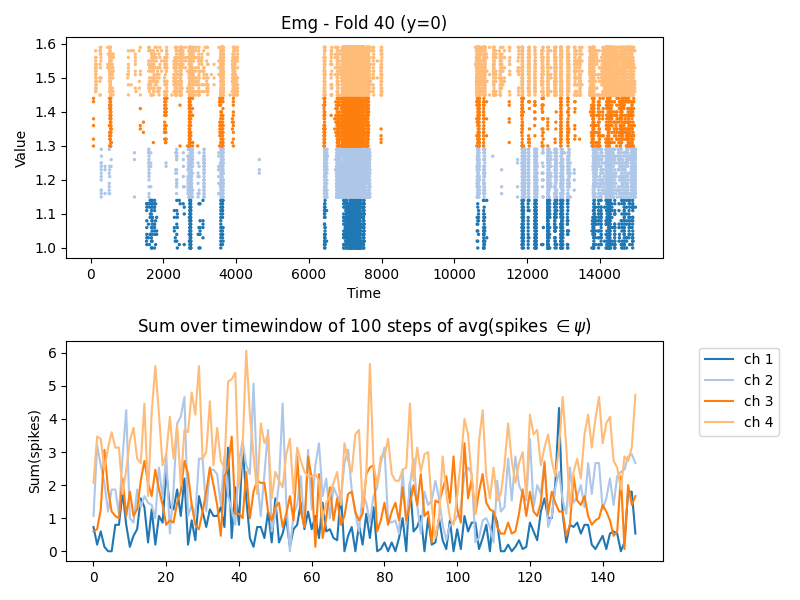 Emg - Fold 40 (y=0)
Value
1.6
1.5
1.4
1.3
1.2
1.1
1.0
0 2000 4000 6000 8000 10000 12000 14000
Time
Sum over timewindow of 100 steps of avg(spikes ∈ ψ)
Sum(spikes)
6
5
4
3
2
1
0
0 20 40 60 80 100 120 140
ch 1
ch 2
ch 3
ch 4